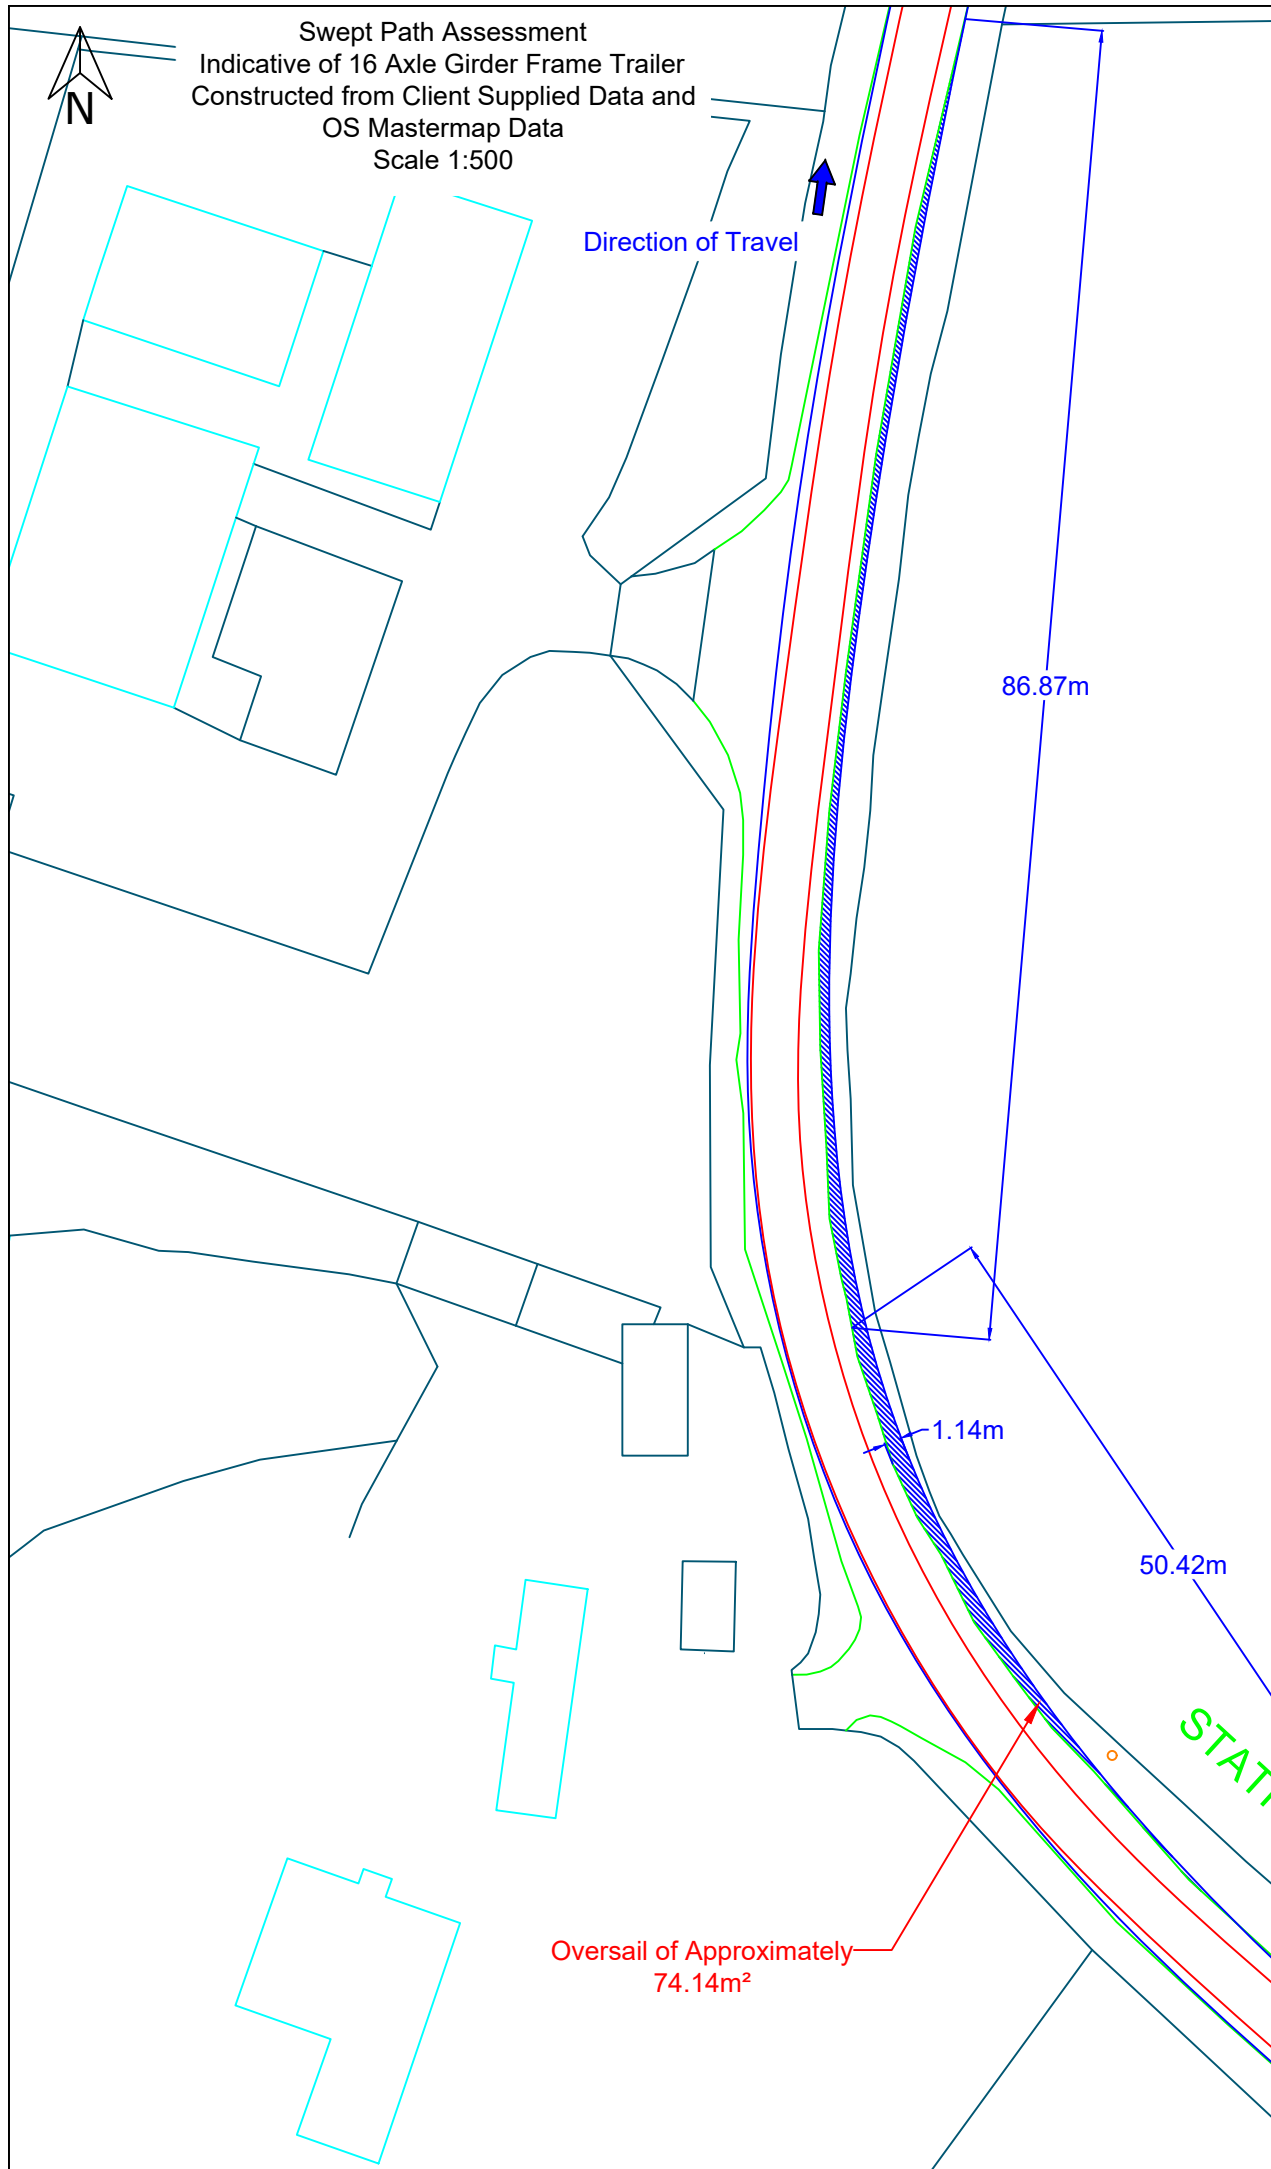 Swept Path Assessment
Indicative of 16 Axle Girder Frame Trailer
Constructed from Client Supplied Data and
OS Mastermap Data
Scale 1:500
N
Direction of Travel
86.87m
1.14m
50.42m
Oversail of Approximately
74.14m²